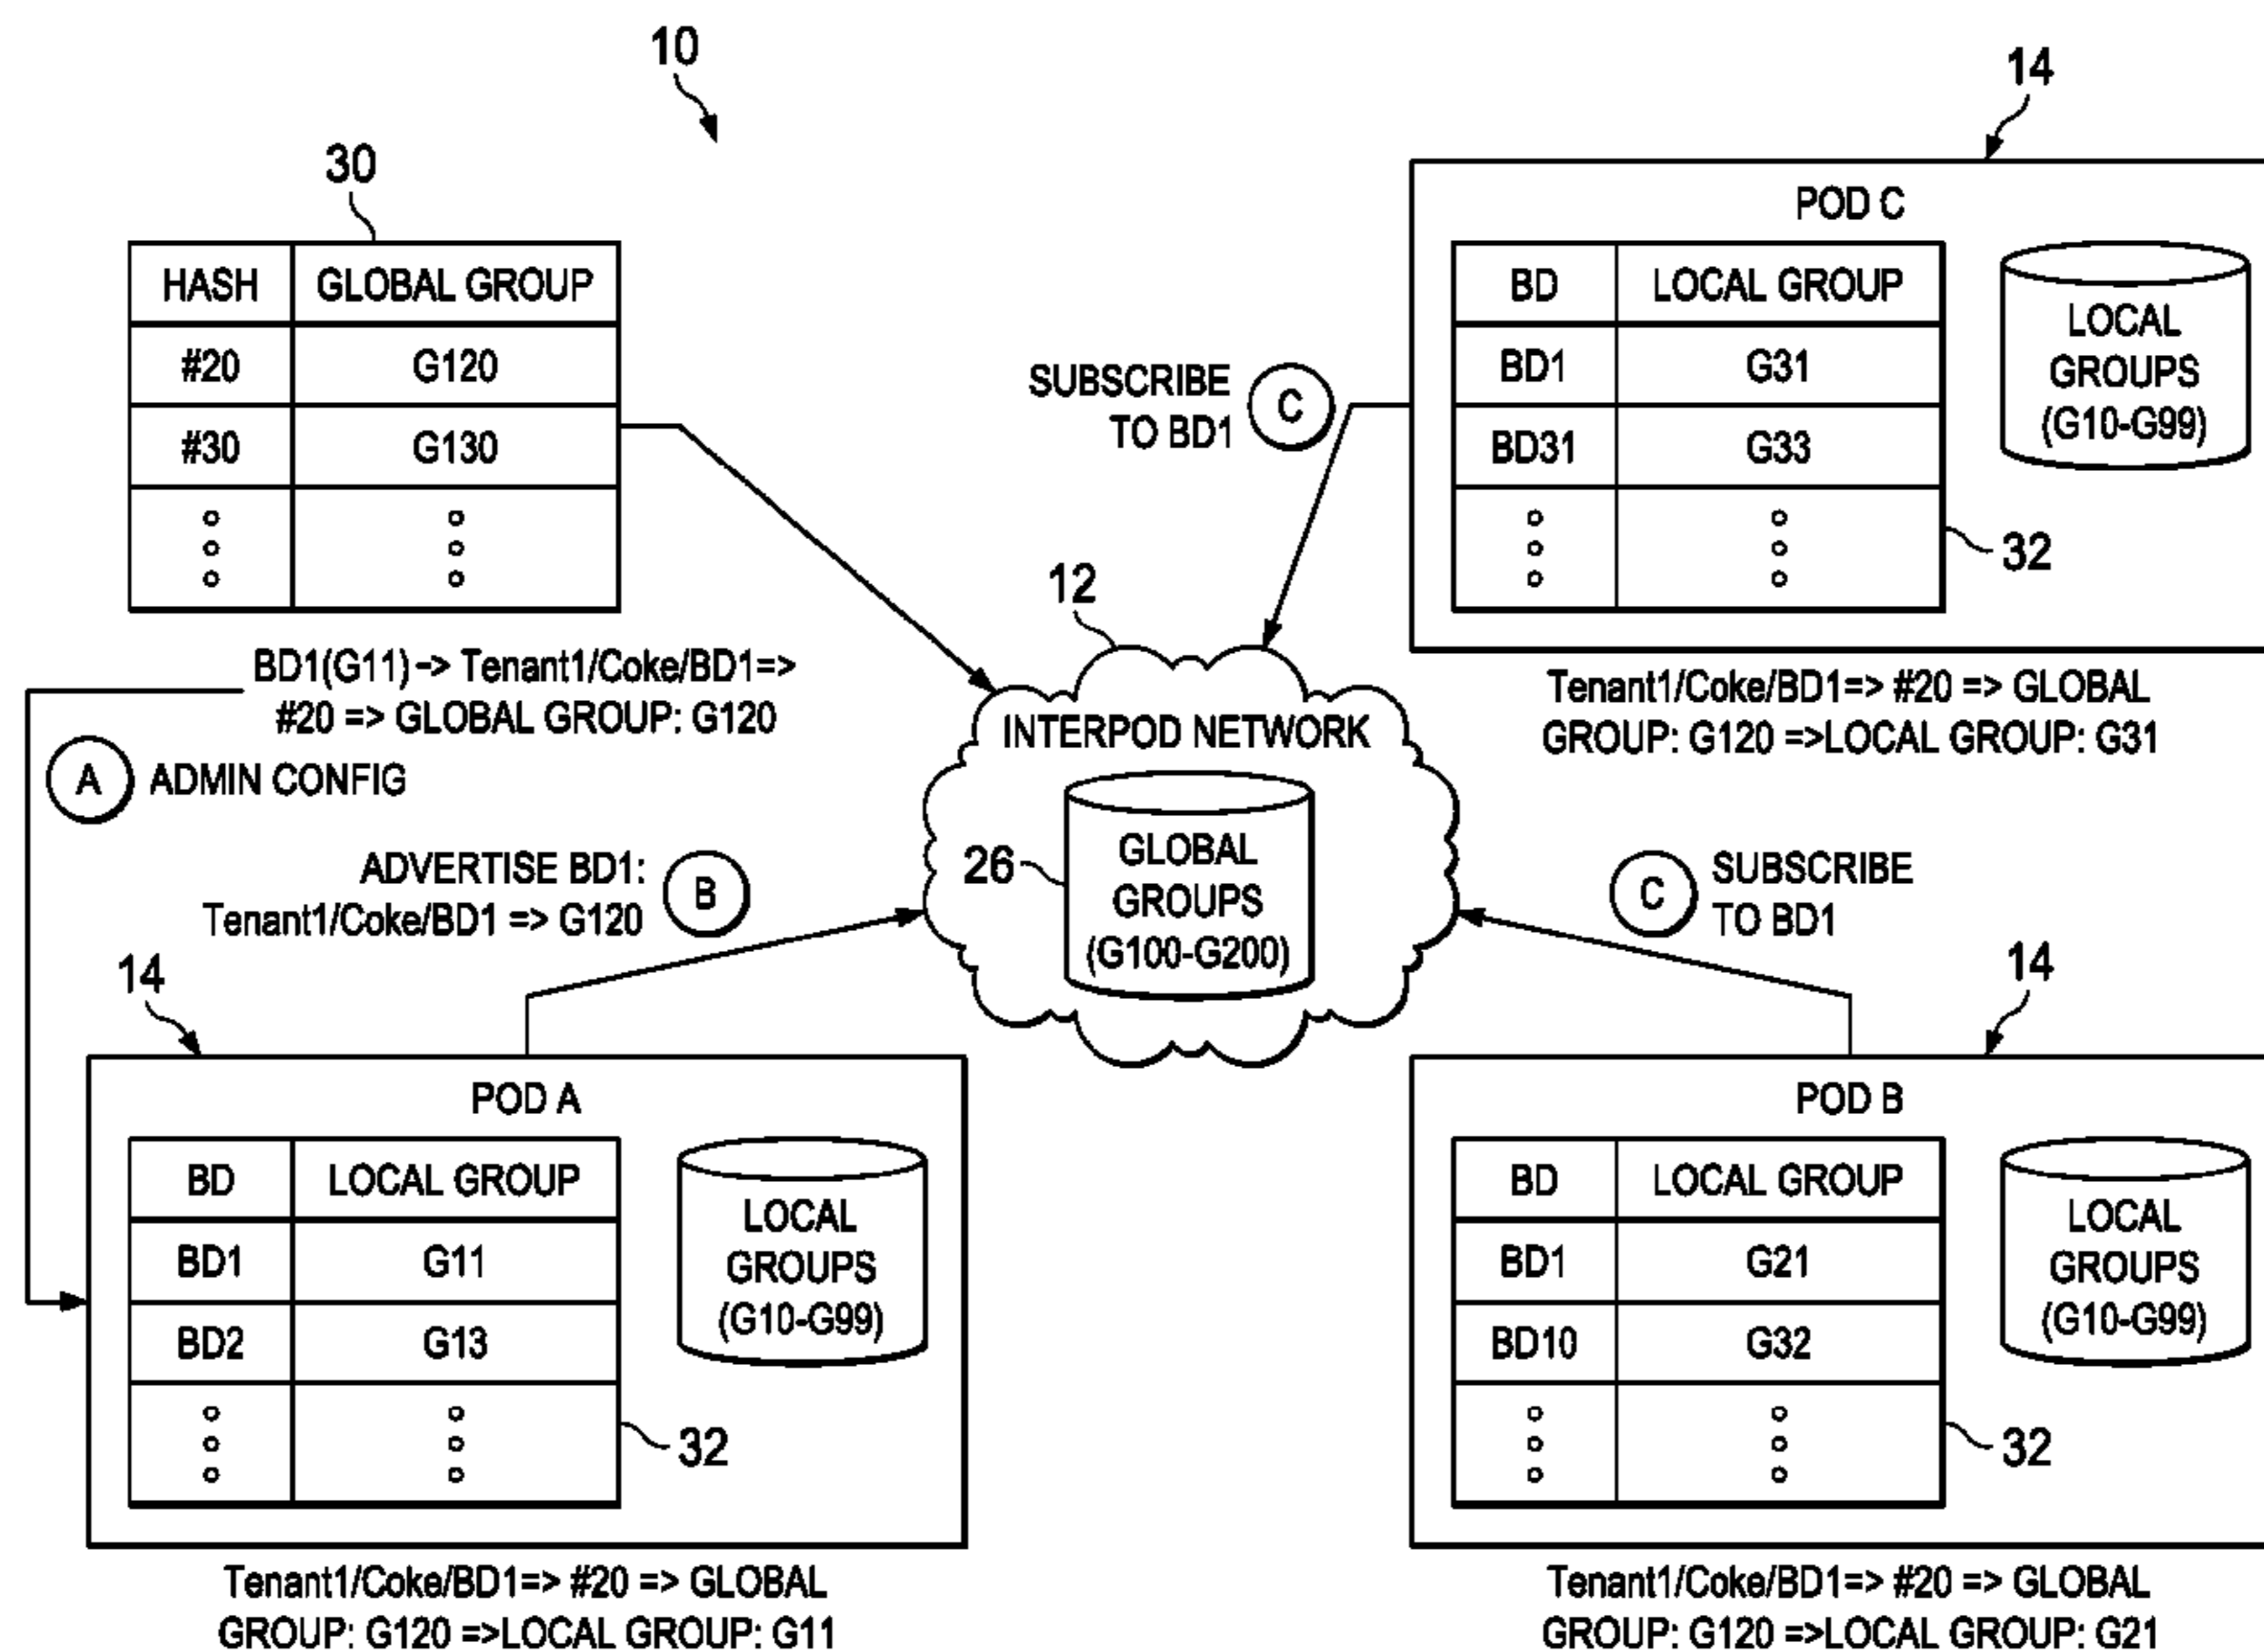 10
14
30
HASH GLOBAL GROUP
#20 G120
#30 G130
POD C
BD LOCAL GROUP
BD1 G31
BD31 G33
LOCAL
GROUPS
(G10-G99)
32
SUBSCRIBE
TO BD1
C
12
BD1(G11) -> Tenant1/Coke/BD1=>
#20 => GLOBAL GROUP: G120
A
ADMIN CONFIG
Tenant1/Coke/BD1=> #20 => GLOBAL
GROUP: G120 =>LOCAL GROUP: G31
INTERPOD NETWORK
26
GLOBAL
GROUPS
(G100-G200)
ADVERTISE BD1:
Tenant1/Coke/BD1 => G120
B
C
SUBSCRIBE
TO BD1
14
POD A
BD LOCAL GROUP
BD1 G11
BD2 G13
LOCAL
GROUPS
(G10-G99)
32
Tenant1/Coke/BD1=> #20 => GLOBAL
GROUP: G120 =>LOCAL GROUP: G11
14
POD B
BD LOCAL GROUP
BD1 G21
BD10 G32
LOCAL
GROUPS
(G10-G99)
32
Tenant1/Coke/BD1=> #20 => GLOBAL
GROUP: G120 =>LOCAL GROUP: G21